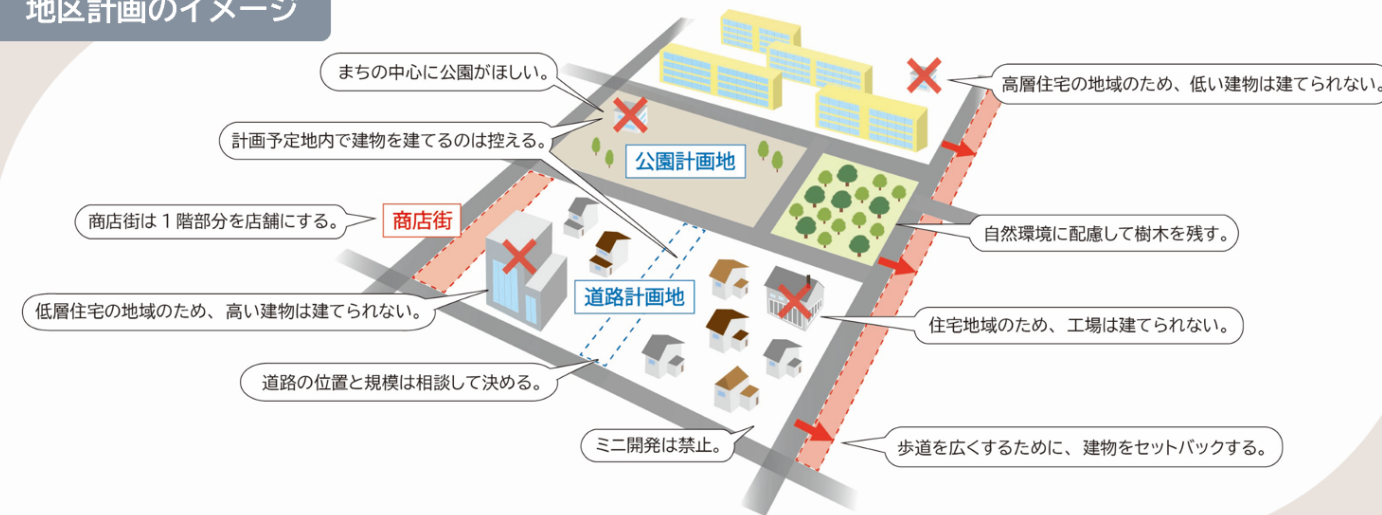 地区計画のイメージ
まちの中心に公園がほしい。
高層住宅の地域のため、低い建物は建てられない。
計画予定地内で建物を建てるのは控える。
公園計画地
商店街は1階部分を店舗にする。
商店街
自然環境に配慮して樹木を残す。
低層住宅の地域のため、高い建物は建てられない。
道路計画地
住宅地域のため、工場は建てられない。
道路の位置と規模は相談して決める。
ミニ開発は禁止。
歩道を広くするために、建物をセットバックする。